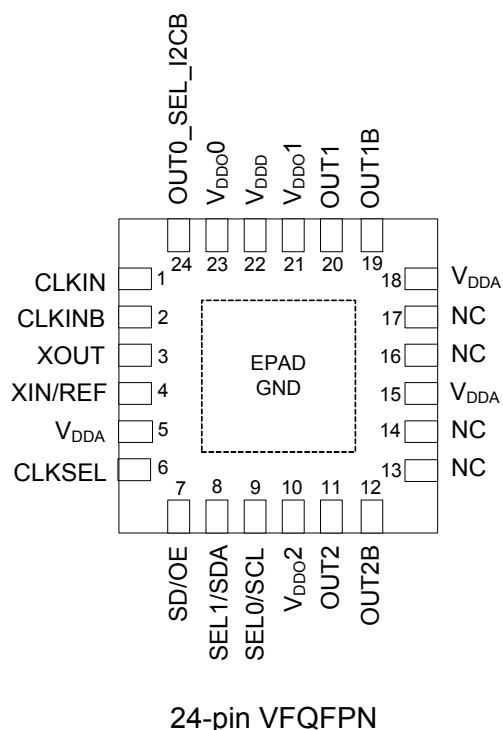 OUT0_SEL_I2CB
VDDO0
VDDD
VDDO1
OUT1
OUT1B
24
23
22
21
20
19
CLKIN 1
CLKINB 2
XOUT 3
XIN/REF 4
VDDA 5
CLKSEL 6
EPAD
GND
18 VDDA
17 NC
16 NC
15 VDDA
14 NC
13 NC
7
8
9
10
11
12
SD/OE
SEL1/SDA
SEL0/SCL
VDDO2
OUT2
OUT2B
24-pin VFQFPN